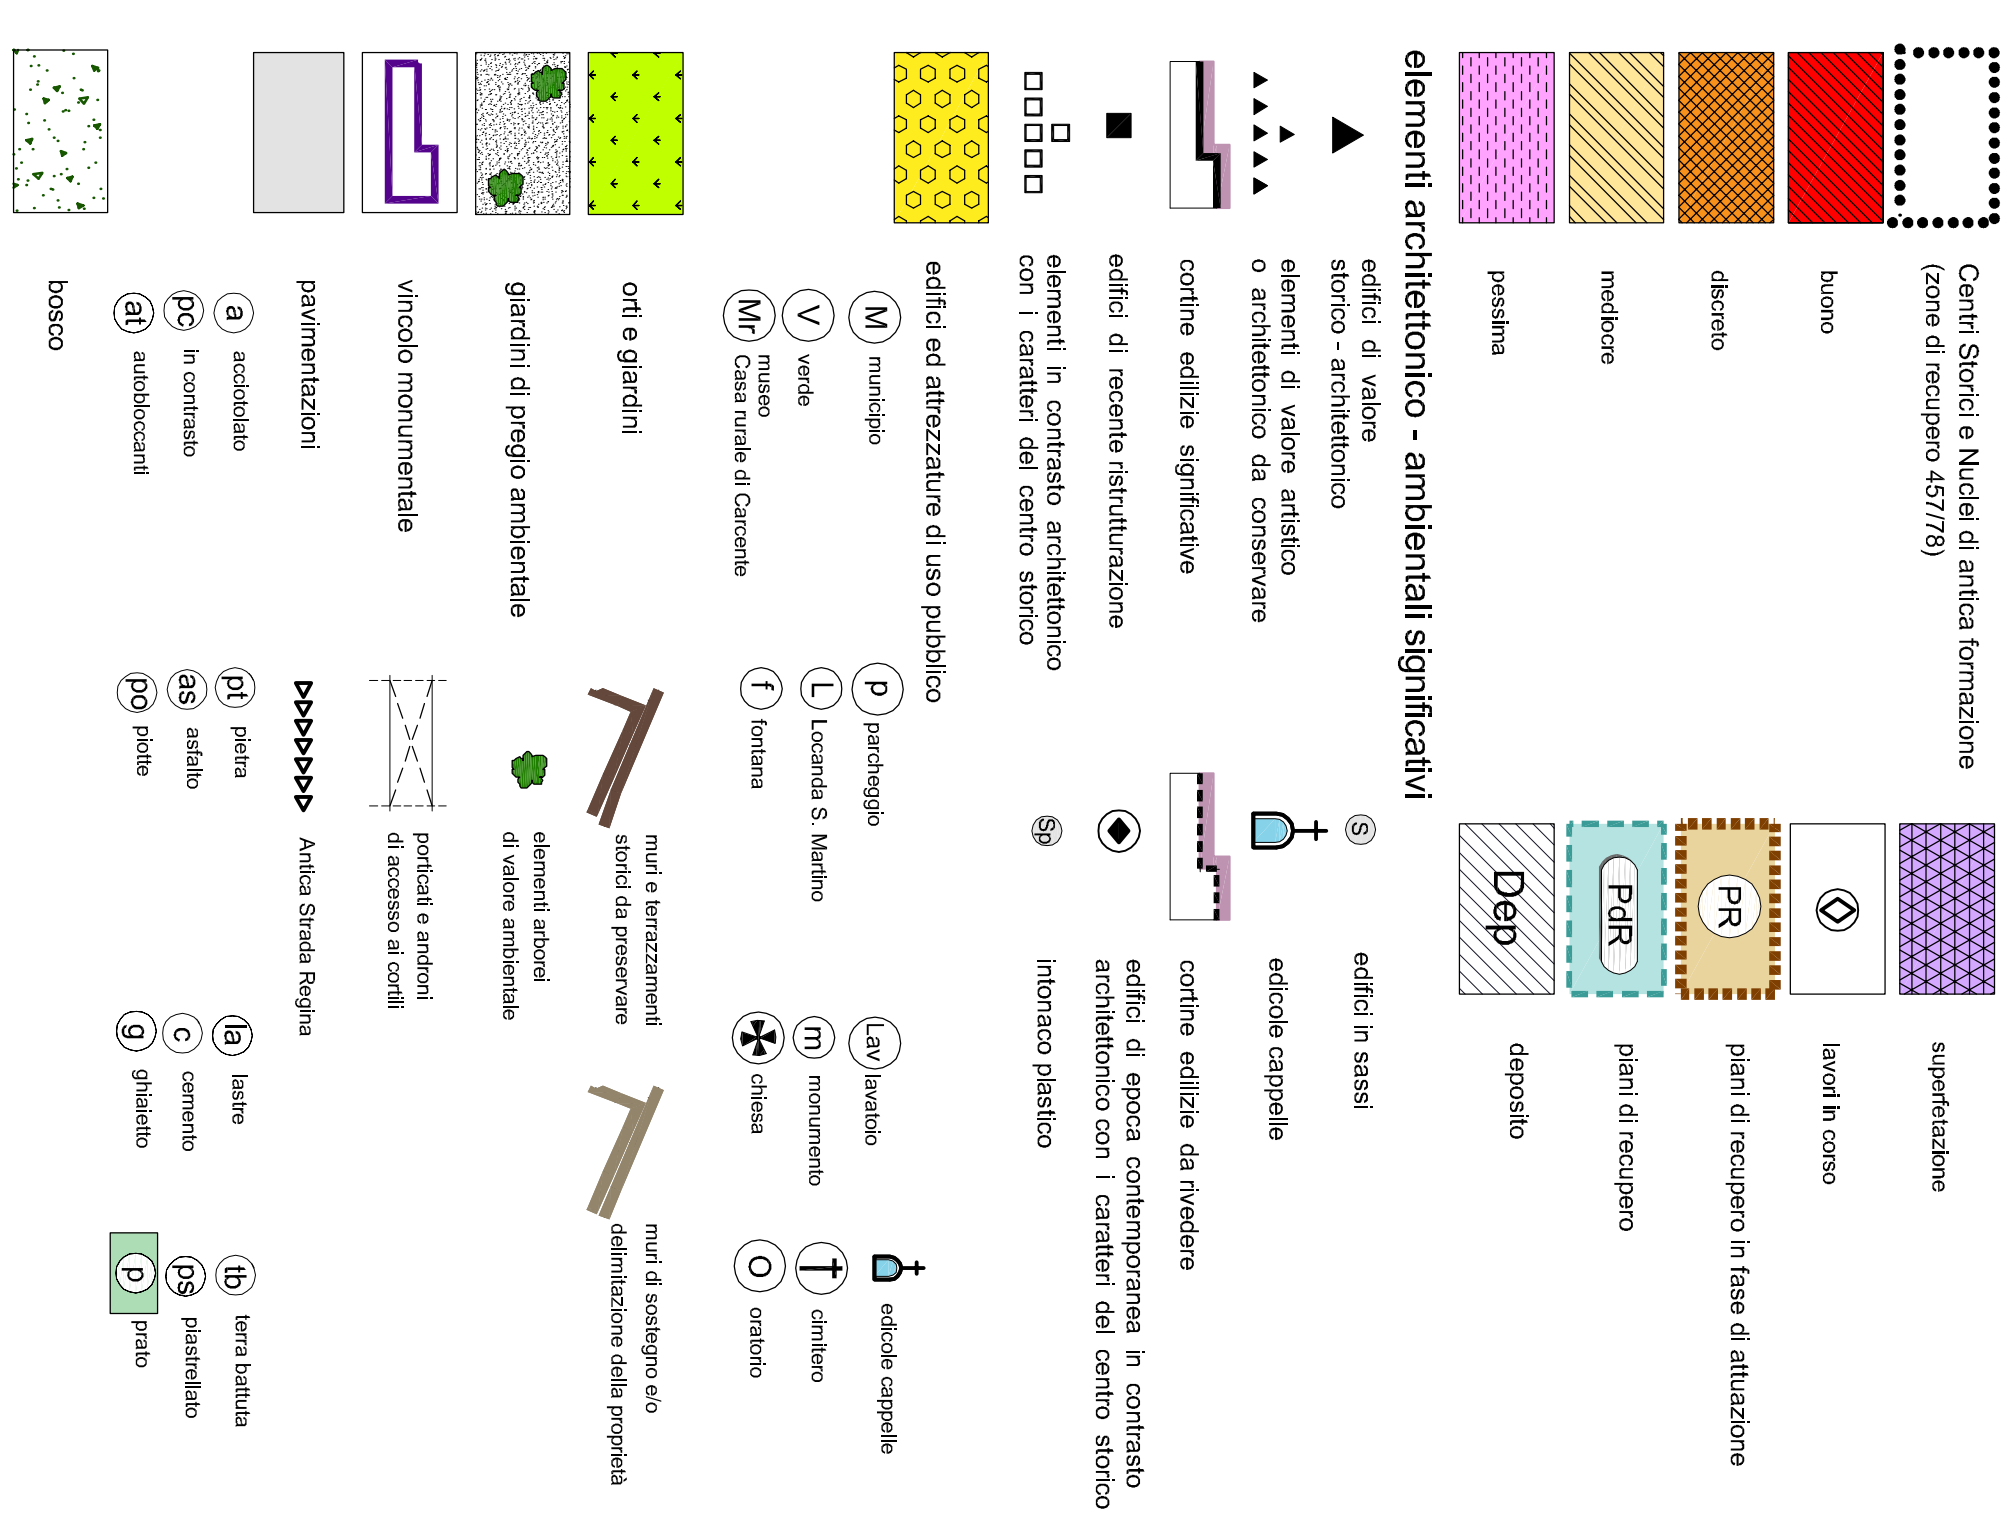 Centri Storici e Nuclei di antica formazione
(zone di recupero 457/78)
buono
discreto
mediocre
pessima
superfetazione
lavori in corso
PR
piani di recupero in fase di attuazione
PdR
piani di recupero
Dep
deposito
elementi architettonico - ambientali significativi
edifici di valore
storico - architettonico
elementi di valore artistico
o architettonico da conservare
cortine edilizie significative
edifici di recente ristrutturazione
elementi in contrasto architettonico
con i caratteri del centro storico
S
edifici in sassi
edicole cappelle
cortine edilizie da rivedere
edifici di epoca contemporanea in contrasto
architettonico con i caratteri del centro storico
Sp
intonaco plastico
edifici ed attrezzature di uso pubblico
M
municipio
V
verde
Mr
museo
Casa rurale di Carcente
p
parcheggio
L
Locanda S. Martino
f
fontana
Lav
lavatoio
m
monumento
chiesa
edicole cappelle
cimitero
o
oratorio
orti e giardini
muri e terrazzamenti
storici da preservare
muri di sostegno e/o
delimitazione della proprietà
giardini di pregio ambientale
elementi arborei
di valore ambientale
vincolo monumentale
porticati e androni
di accesso ai cortili
pavimentazioni
Antica Strada Regina
a
acciotolato
pc
in contrasto
at
autobloccanti
pt
pietra
as
asfalto
po
piotte
la
lastre
c
cemento
g
ghiaietto
tb
terra battuta
ps
piastrellato
p
prato
bosco